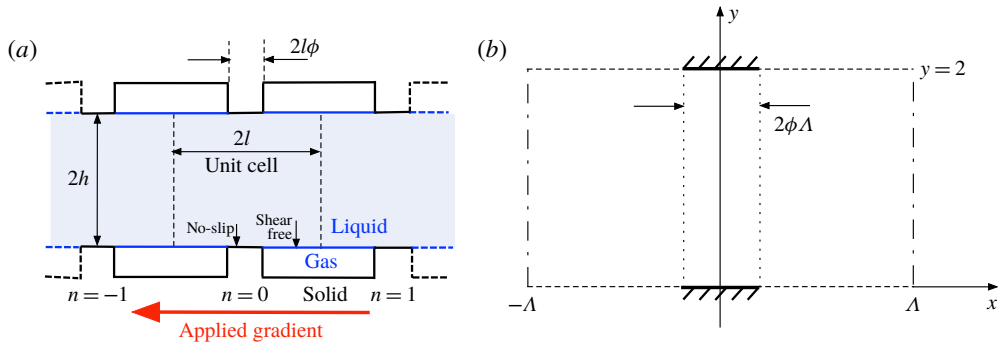 (a)
2lϕ
2l
Unit cell
2h
No-slip
Shear
free
Liquid
Gas
n = −1
n = 0
Solid
n = 1
Applied gradient
(b)
y
y = 2
2ϕΛ
−Λ
Λ
x